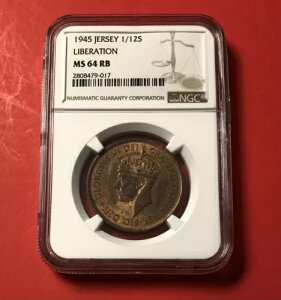 1945 JERSEY 1/12S
LIBERATION
MS 64 RB
2808479-017
NUMISMATIC GUARANTY CORPORATION
NGC